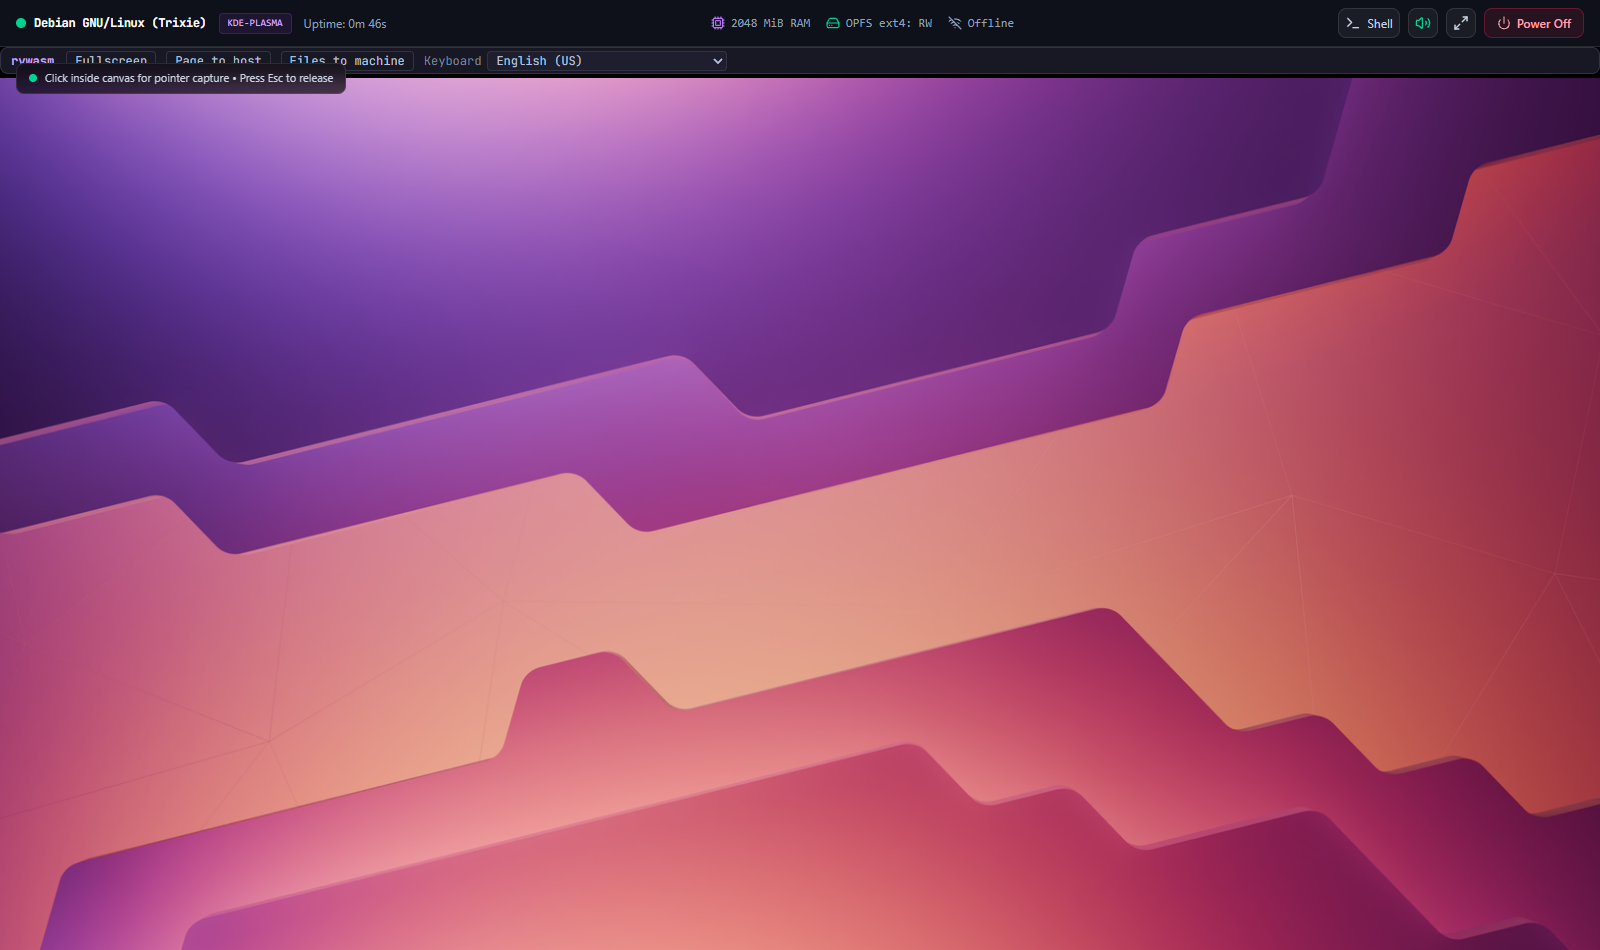 Debian GNU/Linux (Trixie) KDE-PLASMA Uptime: 0m 46s 2048 MiB RAM OPFS ext4: RW Offline Shell Power Off
rvwasm Fullscreen Page to host Files to machine Keyboard English (US)
Click inside canvas for pointer capture • Press Esc to release